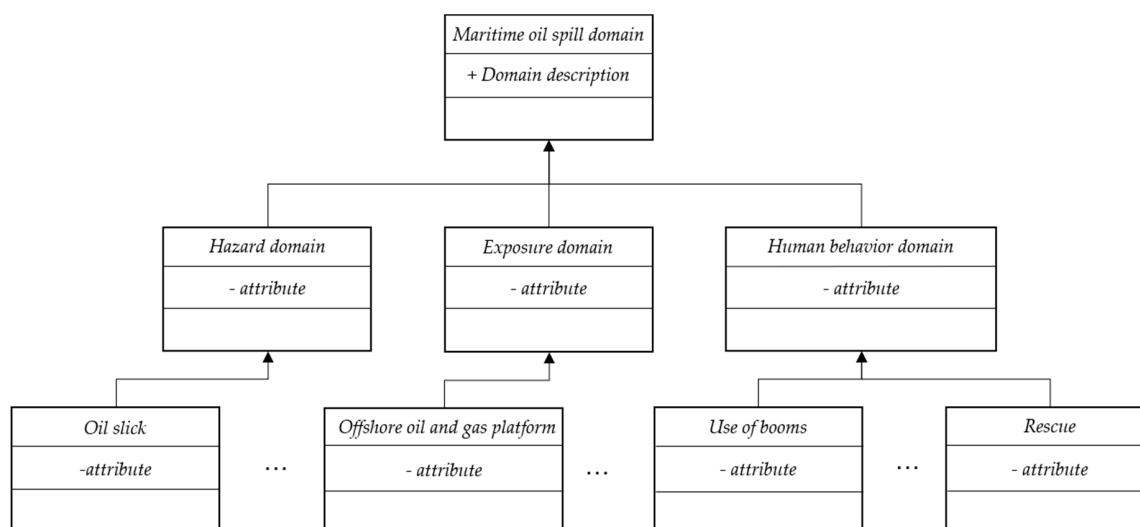 Maritime oil spill domain
+ Domain description
Hazard domain
- attribute
Exposure domain
- attribute
Human behavior domain
- attribute
Oil slick
-attribute
...
Offshore oil and gas platform
- attribute
...
Use of booms
- attribute
...
Rescue
- attribute